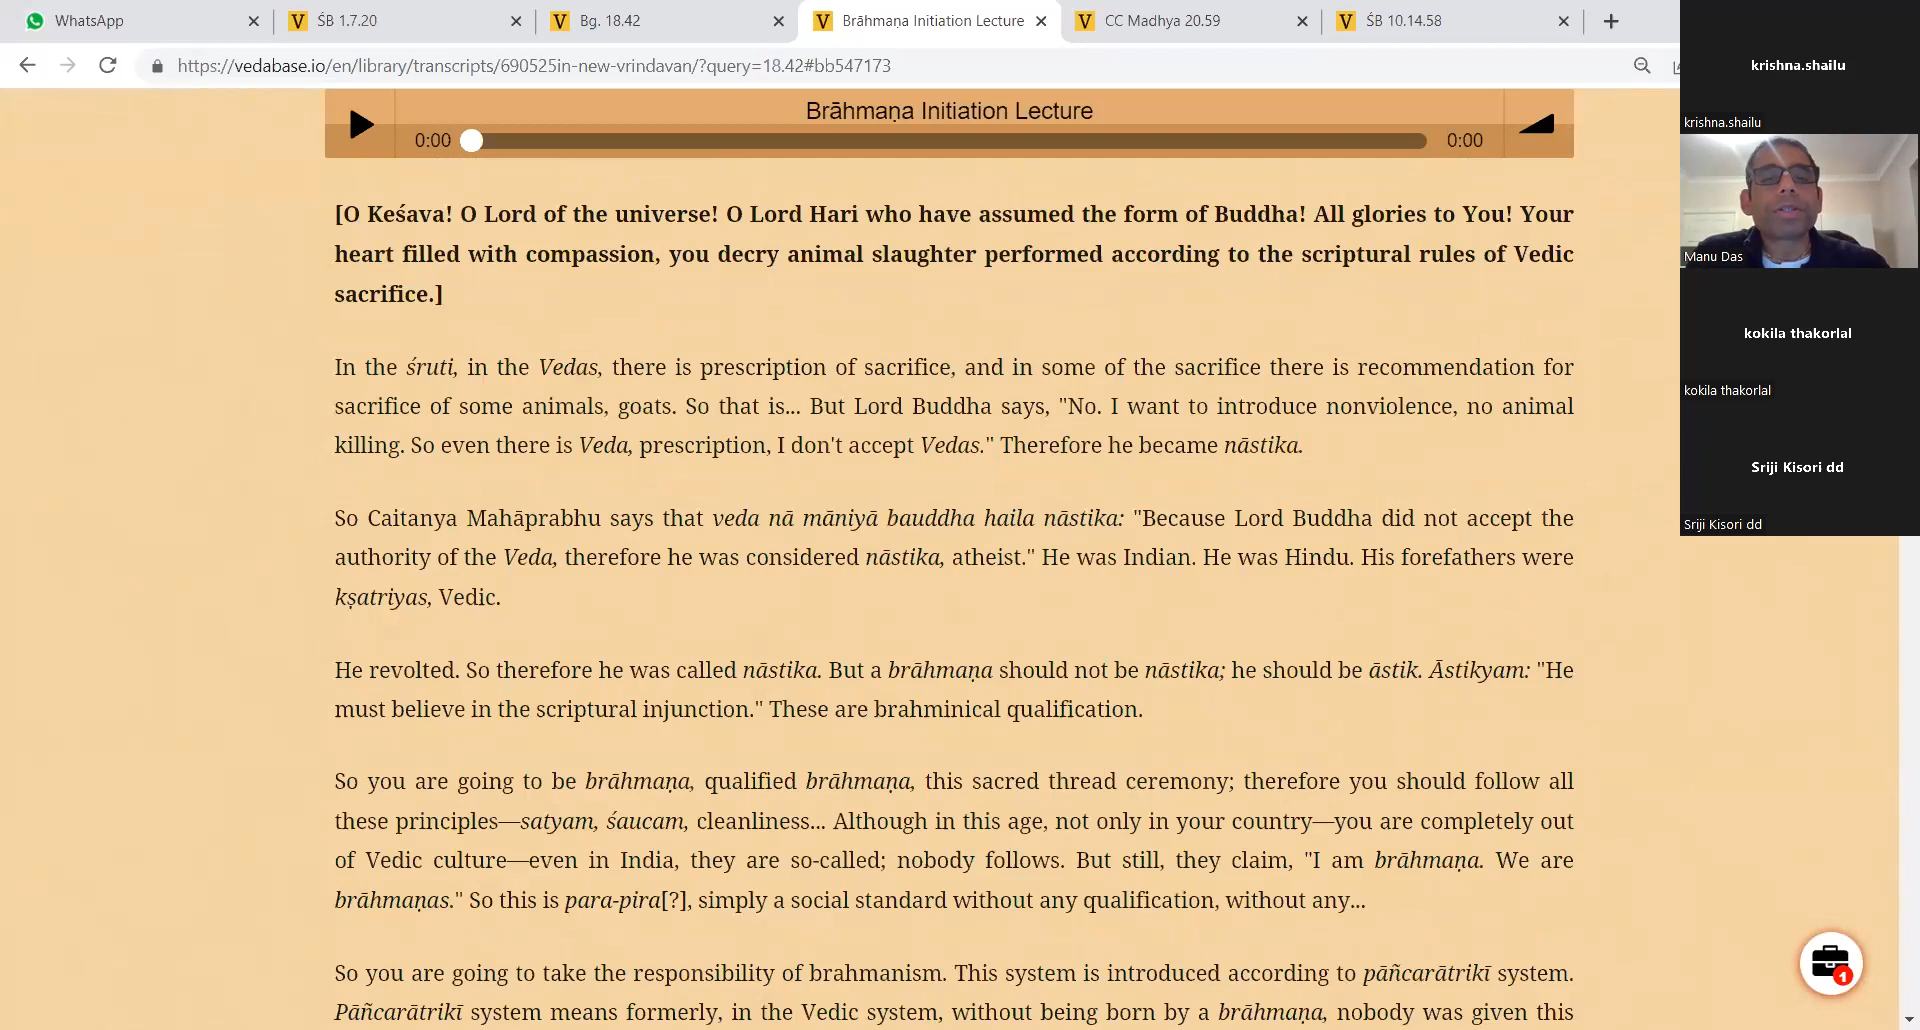 WhatsApp
ŚB 1.7.20
Bg. 18.42
Brāhmaṇa Initiation Lecture
CC Madhya 20.59
ŚB 10.14.58
https://vedabase.io/en/library/transcripts/690525in-new-vrindavan/?query=18.42#bb547173
Brāhmaṇa Initiation Lecture
0:00
0:00
[O Keśava! O Lord of the universe! O Lord Hari who have assumed the form of Buddha! All glories to You! Your
heart filled with compassion, you decry animal slaughter performed according to the scriptural rules of Vedic
sacrifice.]
In the śruti, in the Vedas, there is prescription of sacrifice, and in some of the sacrifice there is recommendation for
sacrifice of some animals, goats. So that is... But Lord Buddha says, "No. I want to introduce nonviolence, no animal
killing. So even there is Veda, prescription, I don't accept Vedas." Therefore he became nāstika.
So Caitanya Mahāprabhu says that veda nā māniyā bauddha haila nāstika: "Because Lord Buddha did not accept the
authority of the Veda, therefore he was considered nāstika, atheist." He was Indian. He was Hindu. His forefathers were
kṣatriyas, Vedic.
He revolted. So therefore he was called nāstika. But a brāhmaṇa should not be nāstika; he should be āstik. Āstikyam: "He
must believe in the scriptural injunction." These are brahminical qualification.
So you are going to be brāhmaṇa, qualified brāhmaṇa, this sacred thread ceremony; therefore you should follow all
these principles—satyam, śaucam, cleanliness... Although in this age, not only in your country—you are completely out
of Vedic culture—even in India, they are so-called; nobody follows. But still, they claim, "I am brāhmaṇa. We are
brāhmaṇas." So this is para-pira[?], simply a social standard without any qualification, without any...
So you are going to take the responsibility of brahmanism. This system is introduced according to pāñcarātrikī system.
Pāñcarātrikī system means formerly, in the Vedic system, without being born by a brāhmaṇa, nobody was given this
krishna.shailu
krishna.shailu
Manu Das
kokila thakorlal
kokila thakorlal
Sriji Kisori dd
Sriji Kisori dd
1